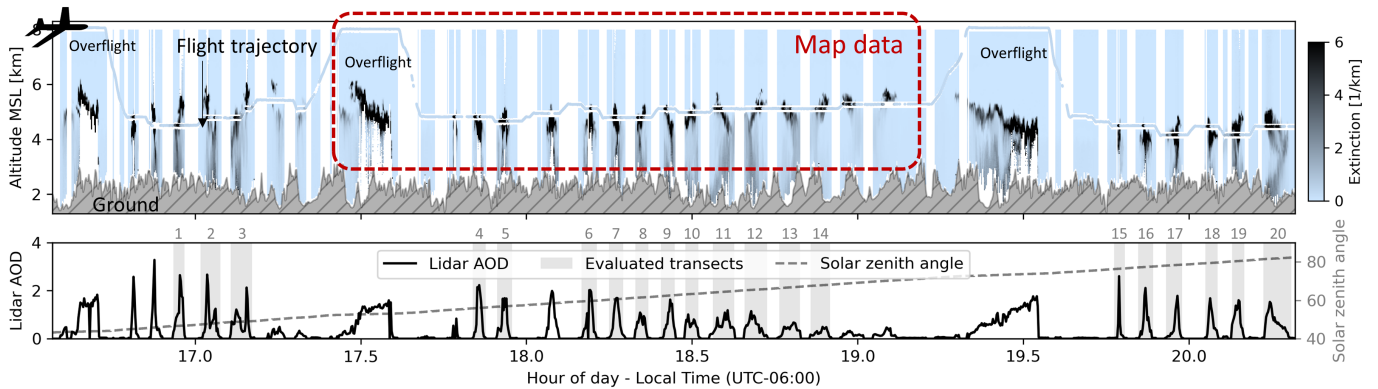 8
6
4
2
Altitude MSL [km]
Overflight
Flight trajectory
Overflight
Map data
Overflight
Ground
6
4
2
0
Extinction [1/km]
1 2 3 4 5 6 7 8 9 10 11 12 13 14 15 16 17 18 19 20
4
2
0
Lidar AOD
Lidar AOD Evaluated transects Solar zenith angle
80
60
40
Solar zenith angle
17.0 17.5 18.0 18.5 19.0 19.5 20.0
Hour of day - Local Time (UTC-06:00)